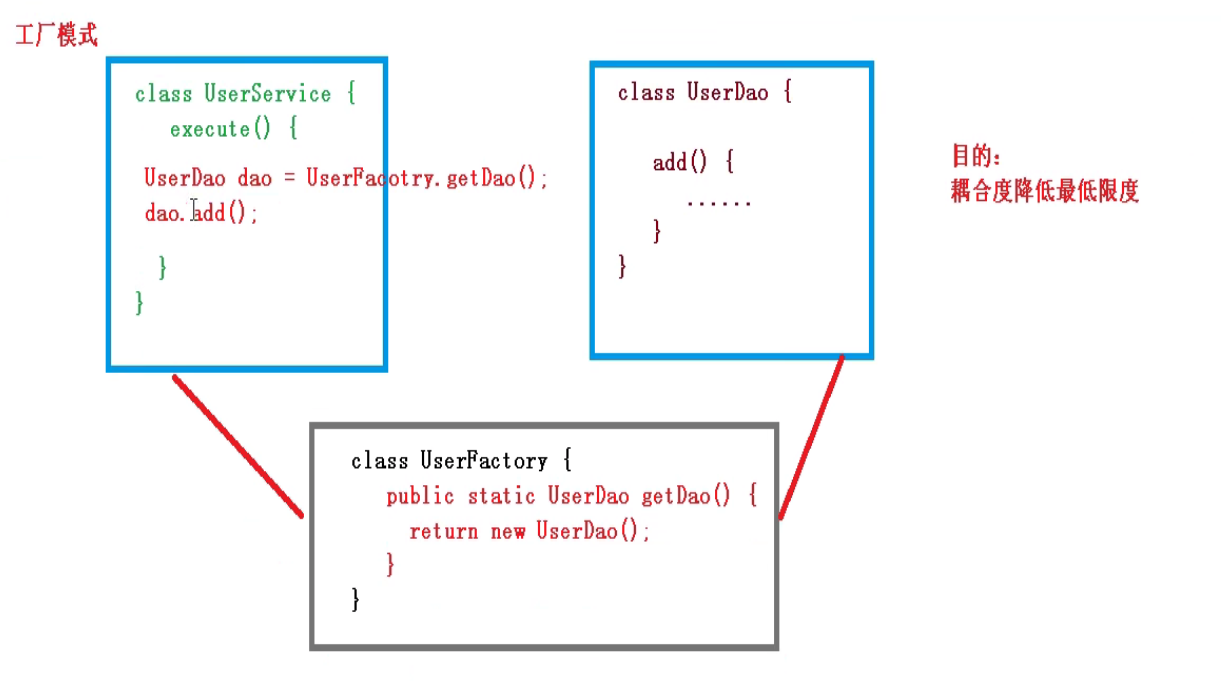 工厂模式
class UserService {
execute() {
UserDao dao = UserFacotry.getDao();
dao.add();
}
}
class UserDao {
add() {
......
}
}
目的：
耦合度降低最低限度
class UserFactory {
public static UserDao getDao() {
return new UserDao();
}
}